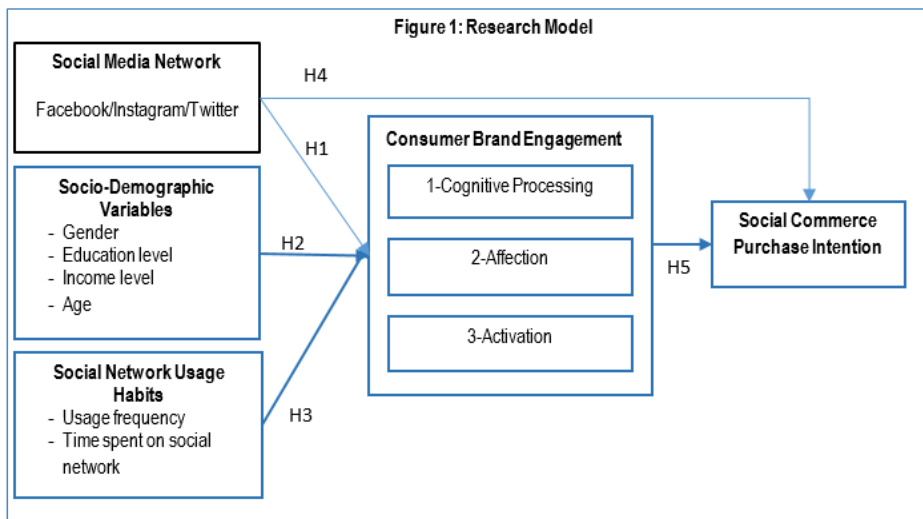 Figure 1: Research Model
Social Media Network
Facebook/Instagram/Twitter
H4
H1
Socio-Demographic
Variables
- Gender
- Education level
- Income level
- Age
H2
Social Network Usage
Habits
- Usage frequency
- Time spent on social
network
H3
Consumer Brand Engagement
1-Cognitive Processing
2-Affection
3-Activation
H5
Social Commerce
Purchase Intention